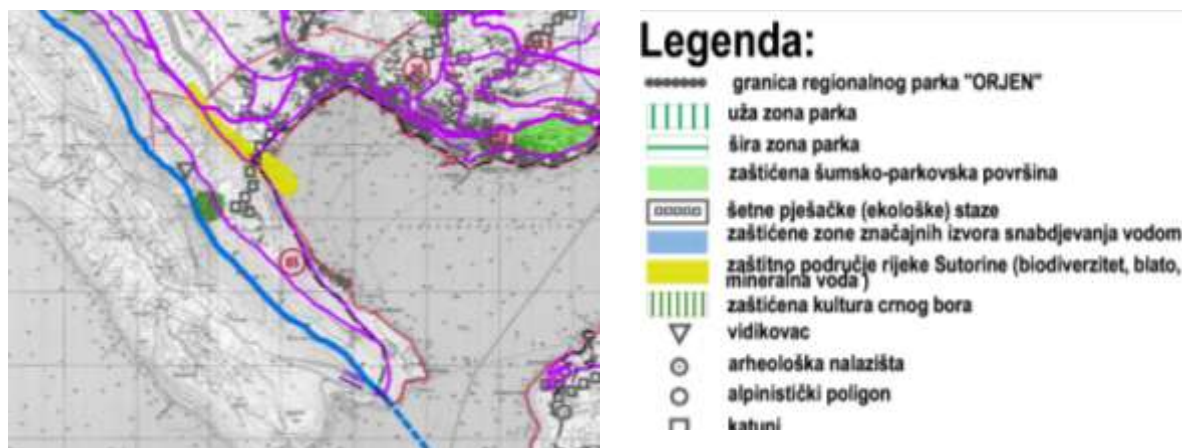 Legenda:
granica regionalnog parka "ORJEN"
uža zona parka
šira zona parka
zaštićena šumsko-parkovska površina
šetne pješačke (ekološke) staze
zaštićene zone značajnih izvora snabdjevanja vodom
zaštitno područje rijeke Sutorine (biodiverzitet, blato,
mineralna voda )
zaštićena kultura crnog bora
vidikovac
arheološka nalazišta
alpinistički poligon
katuni